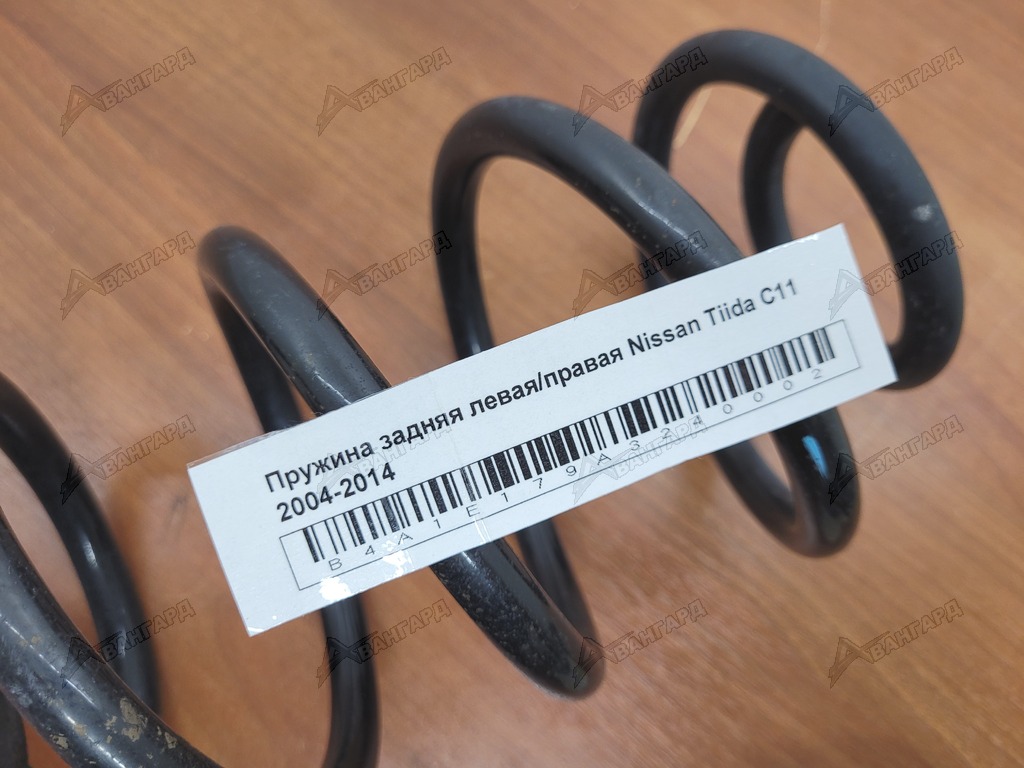 Пружина задняя левая/правая Nissan Tiida C11
2004-2014
B4A1E179A3240002
АВАНГАРД